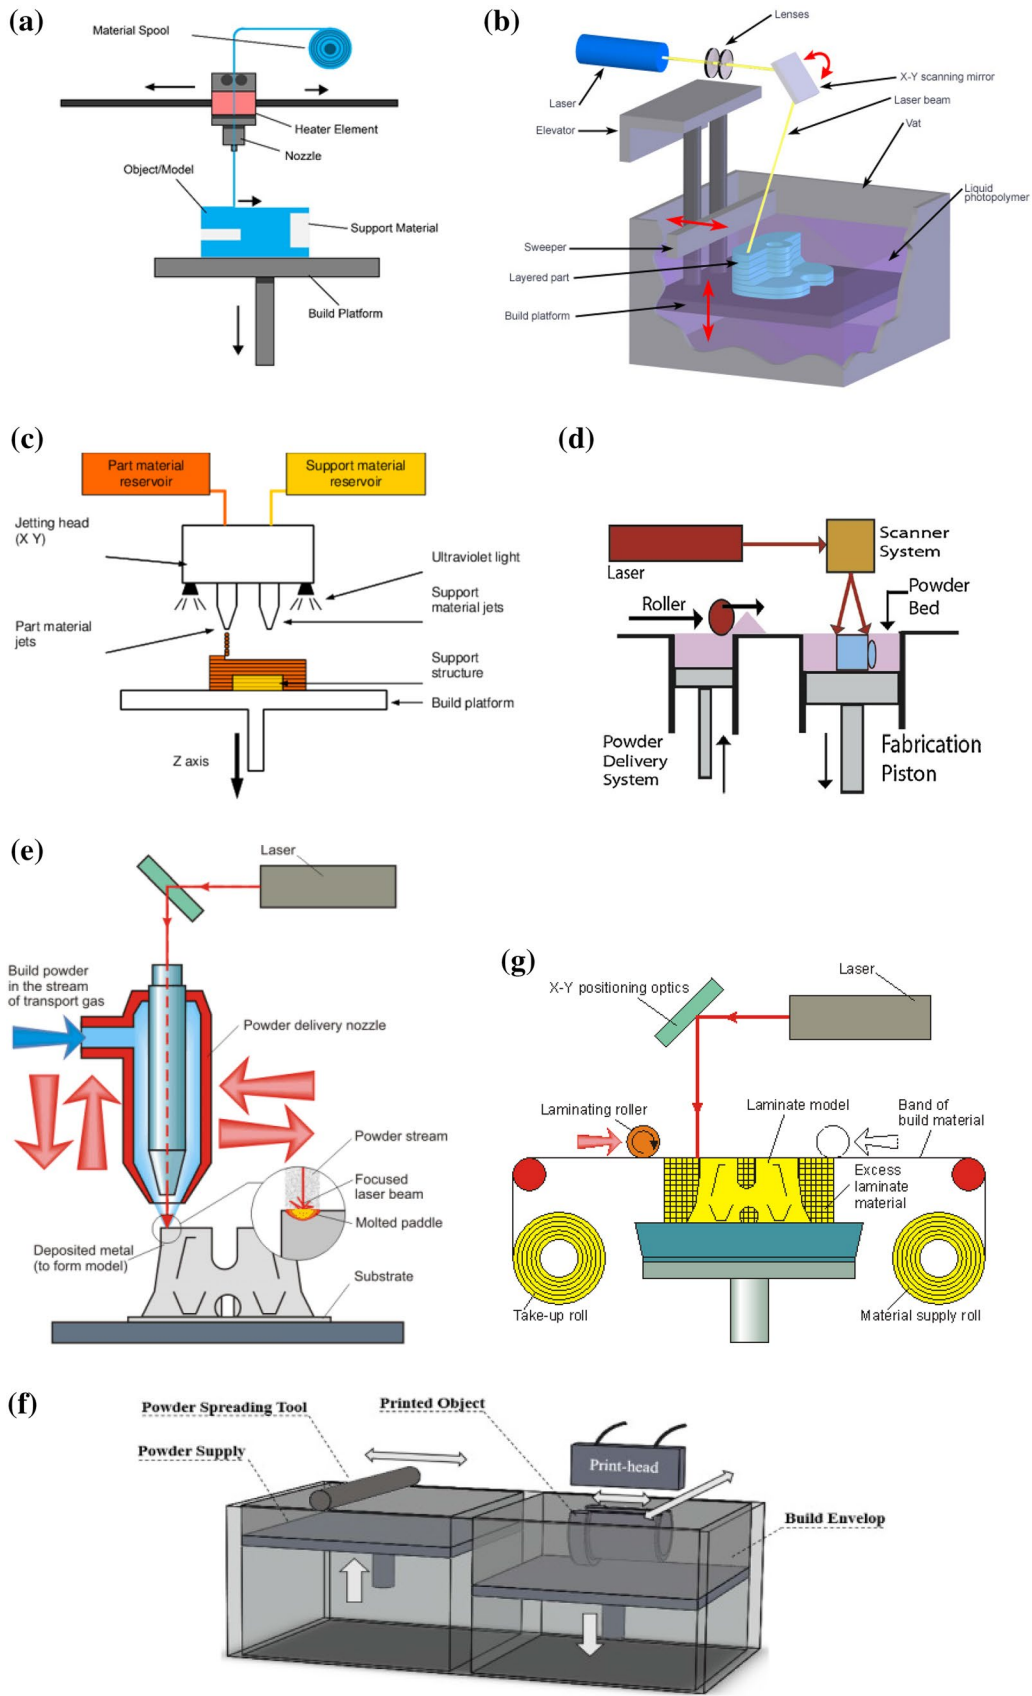 (a)
Material Spool
Heater Element
Nozzle
Object/Model
Support Material
Build Platform
(b)
Lenses
X-Y scanning mirror
Laser
Laser beam
Elevator
Vat
Liquid
photopolymer
Sweeper
Layered part
Build platform
(c)
Part material
reservoir
Support material
reservoir
Jetting head
(X Y)
Ultraviolet light
Support
material jets
Part material
jets
Support
structure
Build platform
Z axis
(d)
Scanner
System
Laser
Roller
Powder
Bed
Powder
Delivery
System
Fabrication
Piston
(e)
Laser
Build powder
in the stream
of transport gas
Powder delivery nozzle
Powder stream
Focused
laser beam
Molted paddle
Deposited metal
(to form model)
Substrate
(g)
Laser
X-Y positioning optics
Laminating roller
Laminate model
Band of
build material
Excess
laminate
material
Take-up roll
Material supply roll
(f)
Powder Spreading Tool
Printed Object
Powder Supply
Print-head
Build Envelop